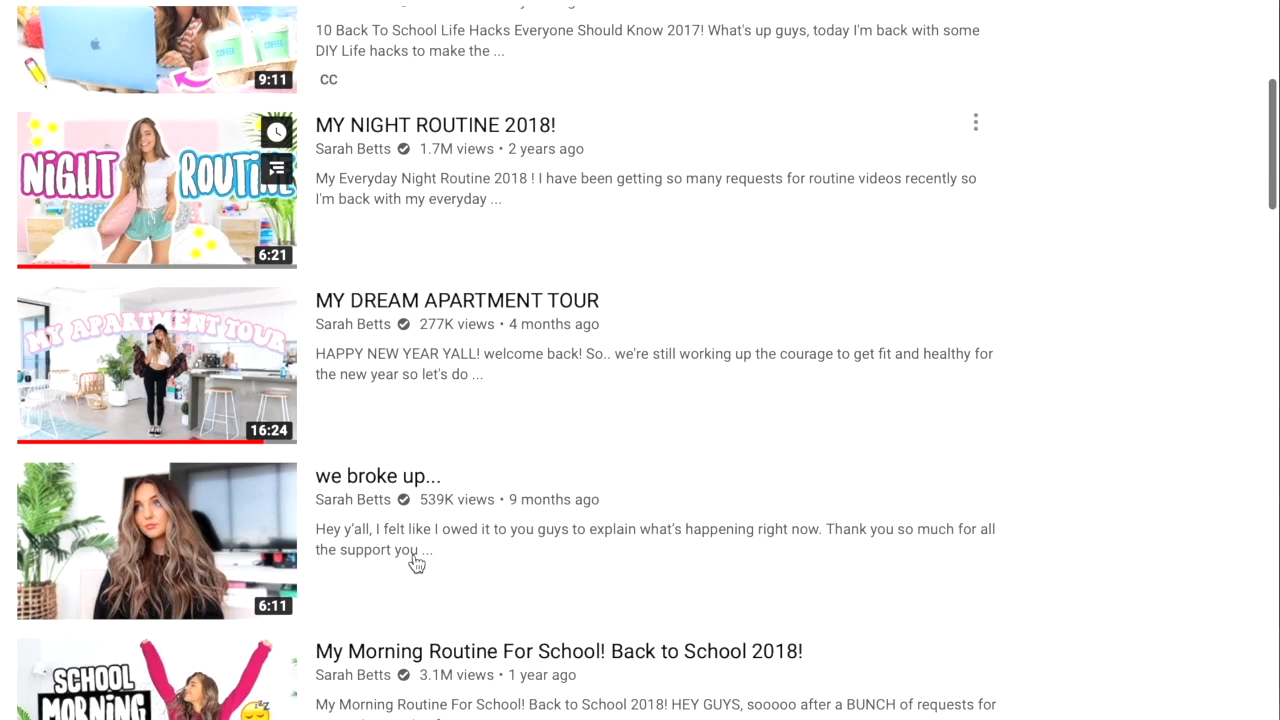 10 Back To School Life Hacks Everyone Should Know 2017! What's up guys, today I'm back with some
DIY Life hacks to make the ...
COFFEE
COFFEE
9:11
CC
NIGHT ROUTINE
6:21
MY NIGHT ROUTINE 2018!
Sarah Betts 1.7M views • 2 years ago
My Everyday Night Routine 2018 ! I have been getting so many requests for routine videos recently so
I'm back with my everyday ...
MY APARTMENT TOUR
16:24
MY DREAM APARTMENT TOUR
Sarah Betts 277K views • 4 months ago
HAPPY NEW YEAR YALL! welcome back! So.. we're still working up the courage to get fit and healthy for
the new year so let's do ...
6:11
we broke up...
Sarah Betts 539K views • 9 months ago
Hey y'all, I felt like I owed it to you guys to explain what's happening right now. Thank you so much for all
the support you ...
SCHOOL
MORNING
My Morning Routine For School! Back to School 2018!
Sarah Betts 3.1M views • 1 year ago
My Morning Routine For School! Back to School 2018! HEY GUYS, sooooo after a BUNCH of requests for